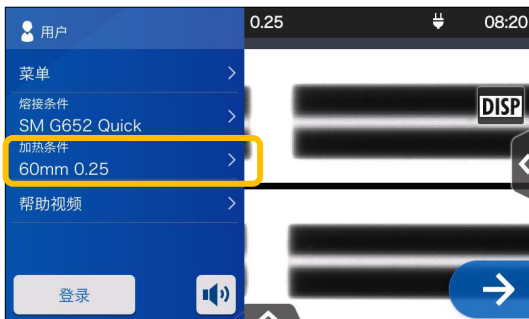 用户
0.25
08:20
菜单
熔接条件
SM G652 Quick
加热条件
60mm 0.25
帮助视频
登录
DISP